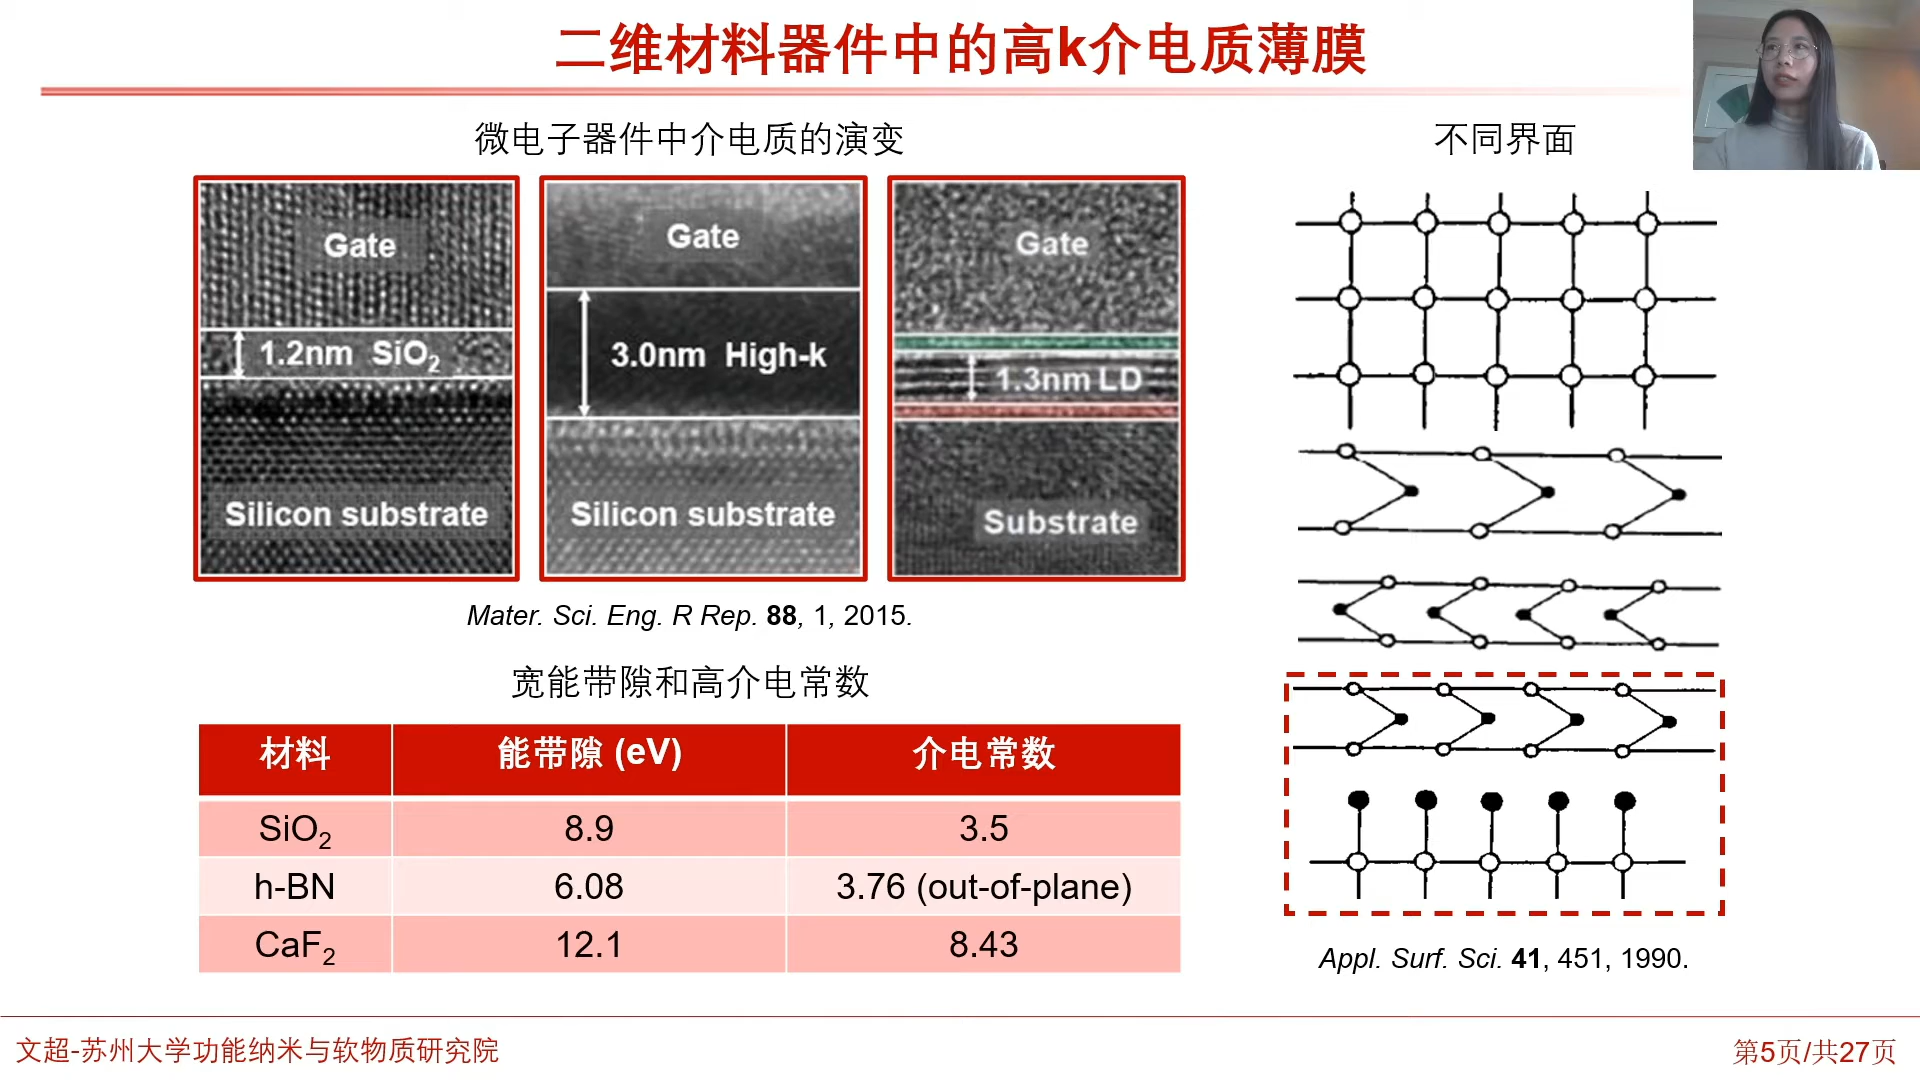 二维材料器件中的高k介电质薄膜
微电子器件中介电质的演变
不同界面
Gate
1.2nm SiO2
Silicon substrate
Gate
3.0nm High-k
Silicon substrate
Gate
1.3nm LD
Substrate
Mater. Sci. Eng. R Rep. 88, 1, 2015.
宽能带隙和高介电常数
材料 能带隙 (eV) 介电常数
SiO2 8.9 3.5
h-BN 6.08 3.76 (out-of-plane)
CaF2 12.1 8.43
Appl. Surf. Sci. 41, 451, 1990.
文超-苏州大学功能纳米与软物质研究院
第5页/共27页